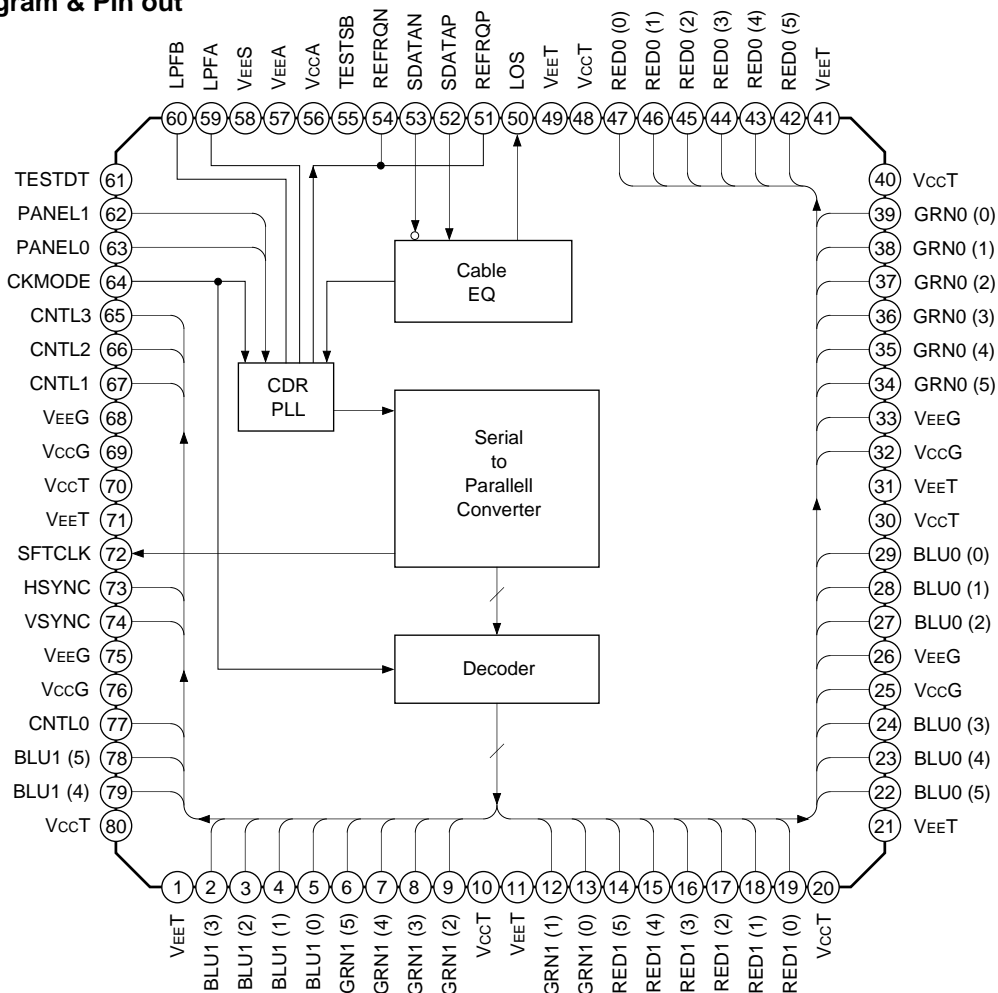 gram & Pin out
LPFB
LPFA
VEES
VEEA
VCCA
TESTSB
REFRQN
SDATAN
SDATAP
REFRQP
LOS
VEET
VCCT
RED0 (0)
RED0 (1)
RED0 (2)
RED0 (3)
RED0 (4)
RED0 (5)
VEET
60 59 58 57 56 55 54 53 52 51 50 49 48 47 46 45 44 43 42 41
TESTDT 61
PANEL1 62
PANEL0 63
CKMODE 64
CNTL3 65
CNTL2 66
CNTL1 67
VEEG 68
VCCG 69
VCCT 70
VEET 71
SFTCLK 72
HSYNC 73
VSYNC 74
VEEG 75
VCCG 76
CNTL0 77
BLU1 (5) 78
BLU1 (4) 79
VCCT 80
Cable
EQ
CDR
PLL
Serial
to
Parallell
Converter
Decoder
40 VCCT
39 GRN0 (0)
38 GRN0 (1)
37 GRN0 (2)
36 GRN0 (3)
35 GRN0 (4)
34 GRN0 (5)
33 VEEG
32 VCCG
31 VEET
30 VCCT
29 BLU0 (0)
28 BLU0 (1)
27 BLU0 (2)
26 VEEG
25 VCCG
24 BLU0 (3)
23 BLU0 (4)
22 BLU0 (5)
21 VEET
1 2 3 4 5 6 7 8 9 10 11 12 13 14 15 16 17 18 19 20
VEET
BLU1 (3)
BLU1 (2)
BLU1 (1)
BLU1 (0)
GRN1 (5)
GRN1 (4)
GRN1 (3)
GRN1 (2)
VCCT
VEET
GRN1 (1)
GRN1 (0)
RED1 (5)
RED1 (4)
RED1 (3)
RED1 (2)
RED1 (1)
RED1 (0)
VCCT